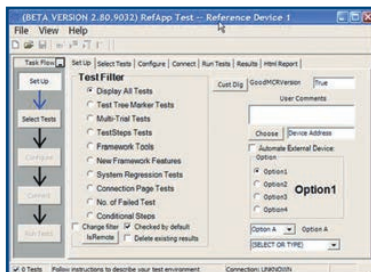 (BETA VERSION 2.80,9032) RefApp Test -- Reference Device 1
File View Help
Task Flow
Set Up Select Tests Configure Connect Run Tests Results Html Report
Set Up
Select Tests
Configure
Connect
Run Tests
Test Filter
Display All Tests
Test Tree Marker Tests
Multi-Trial Tests
TestSteps Tests
Framework Tools
New Framework Features
System Regression Tests
Connection Page Tests
No. of Failed Test
Conditional Steps
Change filter Checked by default
IsRemote Delete existing results
Cust Dlg GoodMCRVersion True
User Comments
Choose Device Address
Automate External Device:
Option
Option1
Option2
Option3
Option4
Option1
Option A Option A
(SELECT OR TYPE)
0 Tests Follow instructions to describe your test environment Connection: UNKNOWN